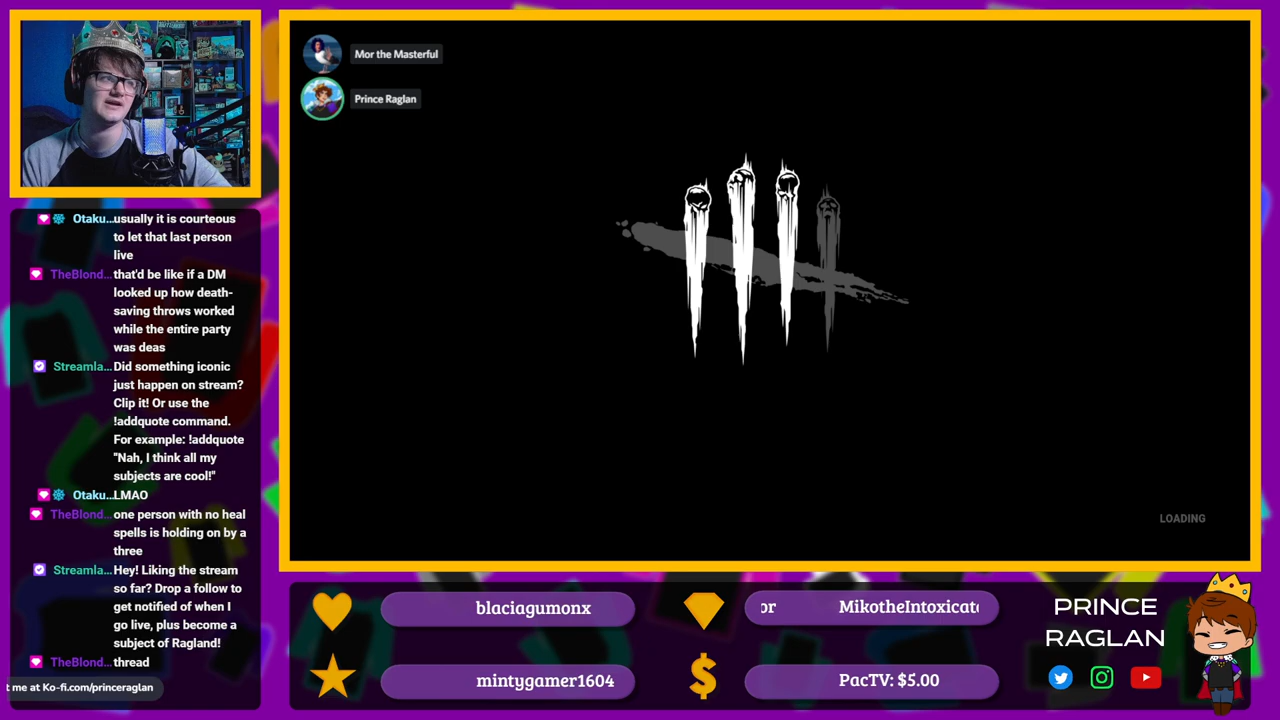 Mor the Masterful
Prince Raglan
Otaku... usually it is courteous
to let that last person
live
TheBlond... that'd be like if a DM
looked up how death-
saving throws worked
while the entire party
was deas
Streamla... Did something iconic
just happen on stream?
Clip it! Or use the
!addquote command.
For example: !addquote
"Nah, I think all my
subjects are cool!"
Otaku... LMAO
TheBlond... one person with no heal
spells is holding on by a
three
Streamla... Hey! Liking the stream
so far? Drop a follow to
get notified of when I
go live, plus become a
subject of Ragland!
TheBlond... thread
t me at Ko-fi.com/princeraglan
LOADING
blaciagumonx
or MikotheIntoxicat
mintygamer1604
PacTV: $5.00
PRINCE
RAGLAN